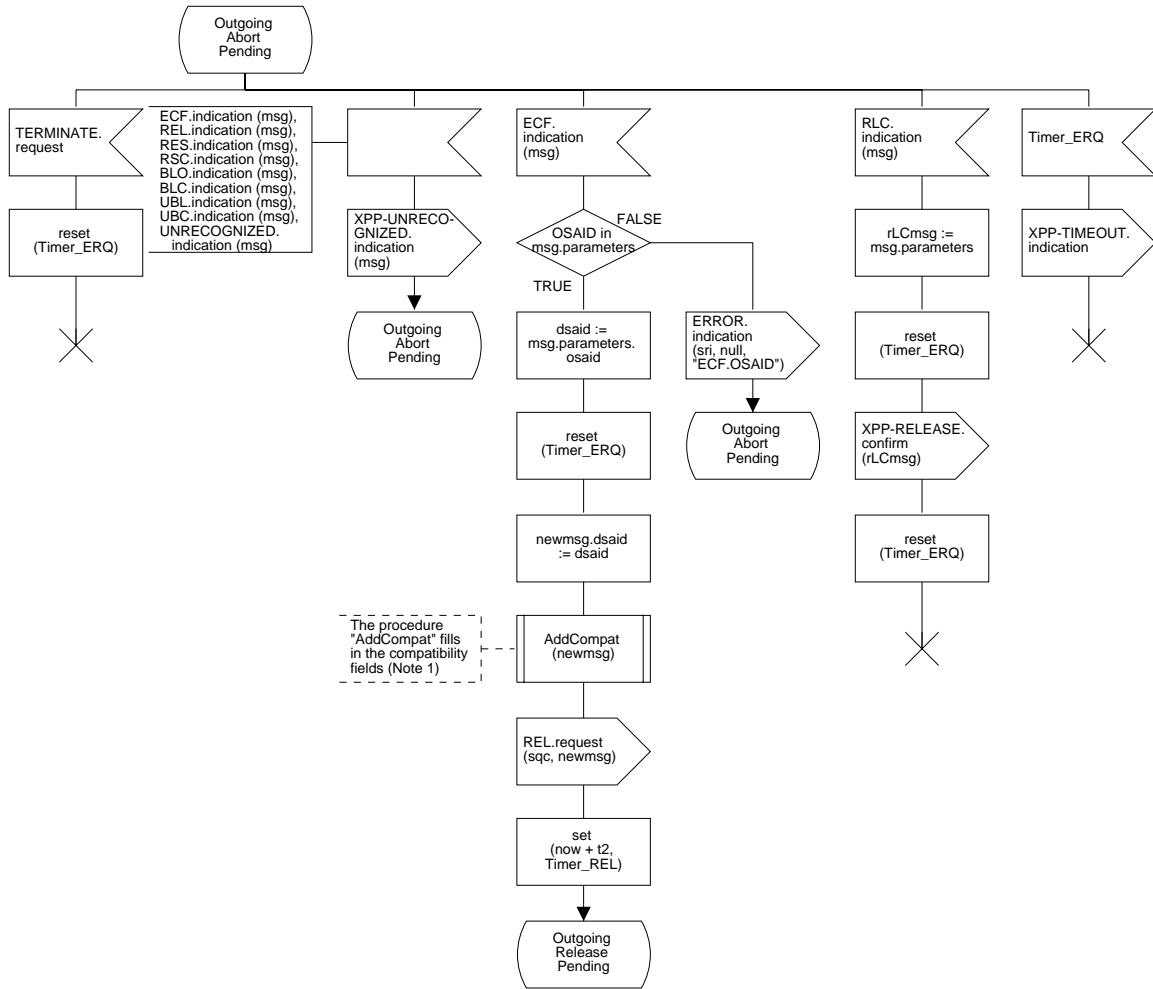 Outgoing
Abort
Pending
TERMINATE.
request
ECF.indication (msg),
REL.indication (msg),
RES.indication (msg),
RSC.indication (msg),
BLO.indication (msg),
BLC.indication (msg),
UBL.indication (msg),
UBC.indication (msg),
UNRECOGNIZED.
indication (msg)
ECF.
indication
(msg)
RLC.
indication
(msg)
Timer_ERQ
reset
(Timer_ERQ)
XPP-UNRECO-
GNIZED.
indication
(msg)
OSAID in
msg.parameters
FALSE
TRUE
rLCmsg :=
msg.parameters
XPP-TIMEOUT.
indication
Outgoing
Abort
Pending
dsaid :=
msg.parameters.
osaid
ERROR.
indication
(sri, null,
"ECF.OSAID")
reset
(Timer_ERQ)
reset
(Timer_ERQ)
Outgoing
Abort
Pending
XPP-RELEASE.
confirm
(rLCmsg)
newmsg.dsaid
:= dsaid
reset
(Timer_ERQ)
The procedure
"AddCompat" fills
in the compatibility
fields (Note 1)
AddCompat
(newmsg)
REL.request
(sqc, newmsg)
set
(now + t2,
Timer_REL)
Outgoing
Release
Pending